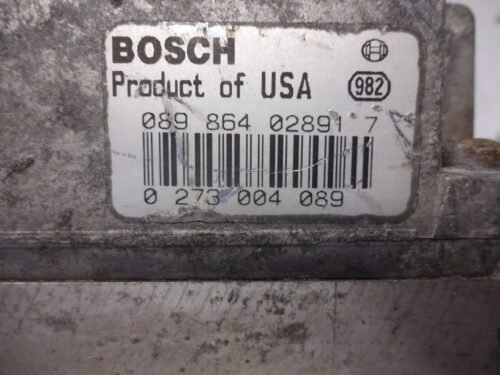 BOSCH
Product of USA 982
089 864 02891 7
0 273 004 089